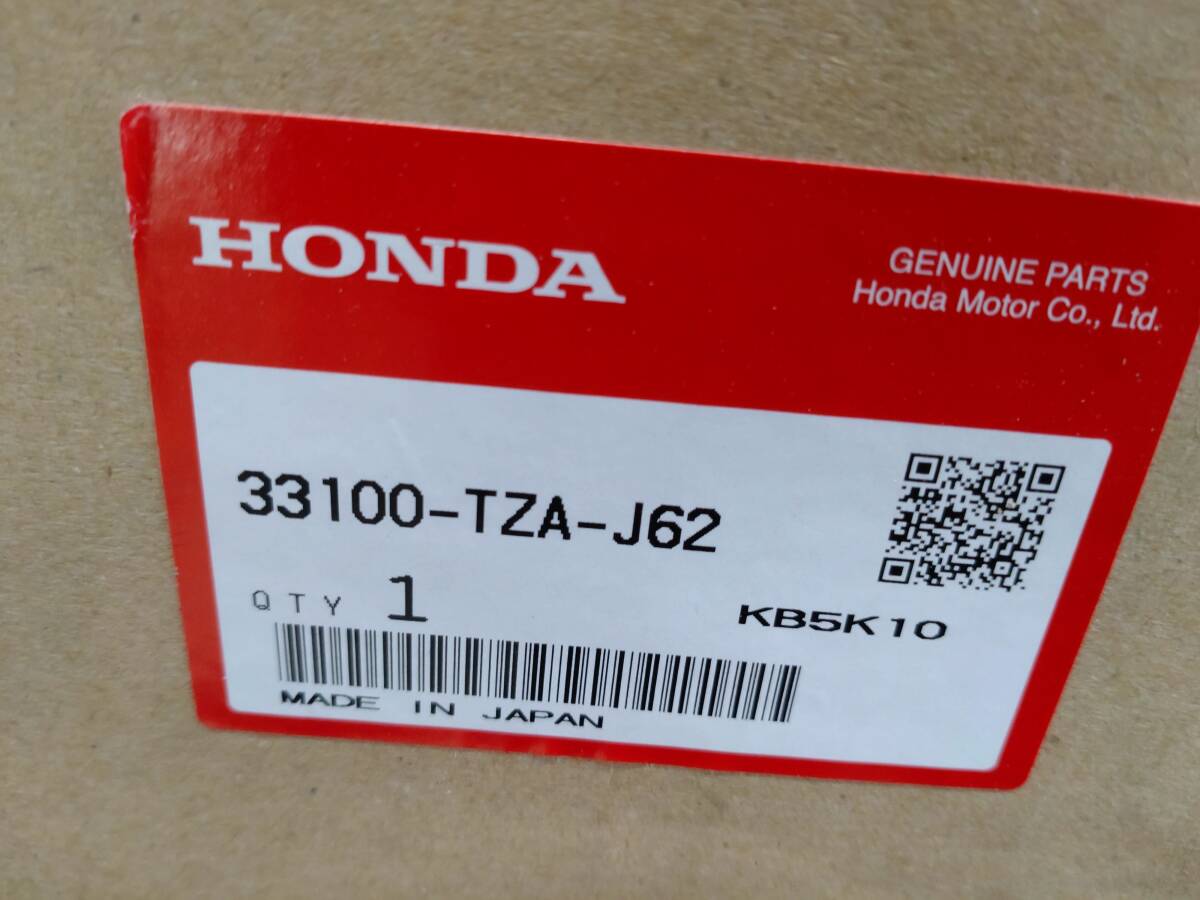 HONDA
GENUINE PARTS
Honda Motor Co., Ltd.
33100-TZA-J62
QTY 1
KB5K10
MADE IN JAPAN